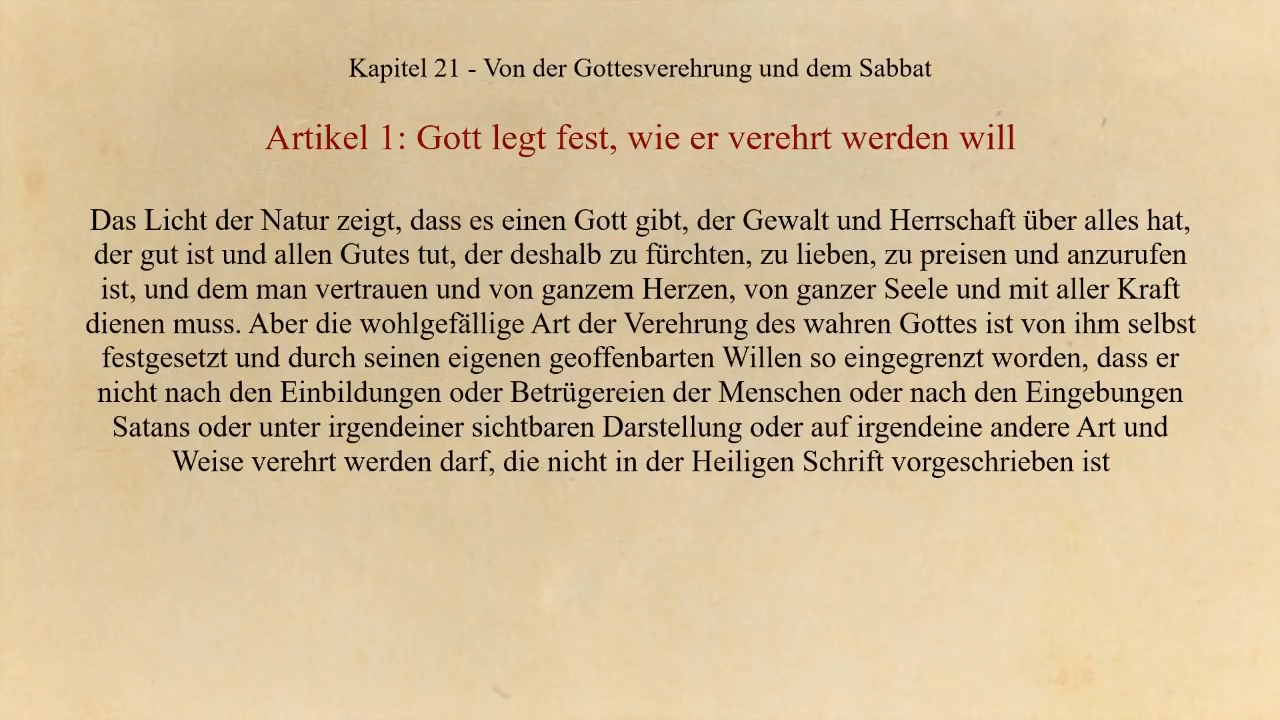 Kapitel 21 - Von der Gottesverehrung und dem Sabbat
Artikel 1: Gott legt fest, wie er verehrt werden will
Das Licht der Natur zeigt, dass es einen Gott gibt, der Gewalt und Herrschaft über alles hat,
der gut ist und allen Gutes tut, der deshalb zu fürchten, zu lieben, zu preisen und anzurufen
ist, und dem man vertrauen und von ganzem Herzen, von ganzer Seele und mit aller Kraft
dienen muss. Aber die wohlgefällige Art der Verehrung des wahren Gottes ist von ihm selbst
festgesetzt und durch seinen eigenen geoffenbarten Willen so eingegrenzt worden, dass er
nicht nach den Einbildungen oder Betrügereien der Menschen oder nach den Eingebungen
Satans oder unter irgendeiner sichtbaren Darstellung oder auf irgendeine andere Art und
Weise verehrt werden darf, die nicht in der Heiligen Schrift vorgeschrieben ist